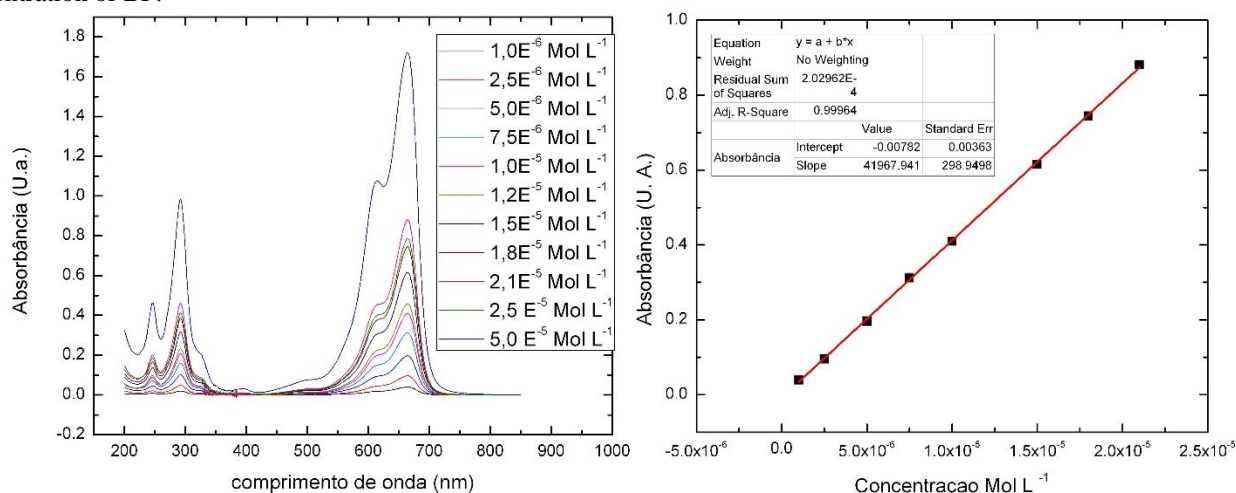 1.8
1.6
1.4
1.2
1.0
0.8
0.6
0.4
0.2
0.0
-0.2
Absorbância (U.a.)
200 300 400 500 600 700 800 900 1000
comprimento de onda (nm)
1,0E⁻⁶ Mol L⁻¹
2,5E⁻⁶ Mol L⁻¹
5,0E⁻⁶ Mol L⁻¹
7,5E⁻⁶ Mol L⁻¹
1,0E⁻⁵ Mol L⁻¹
1,2E⁻⁵ Mol L⁻¹
1,5E⁻⁵ Mol L⁻¹
1,8E⁻⁵ Mol L⁻¹
2,1E⁻⁵ Mol L⁻¹
2,5 E⁻⁵ Mol L⁻¹
5,0 E⁻⁵ Mol L⁻¹
1.0
0.8
0.6
0.4
0.2
0.0
Absorbância (U. A.)
Equation y = a + b*x
Weight No Weighting
Residual Sum of Squares 2.02962E-4
Adj. R-Square 0.99964
Value Standard Err
Absorbância Intercept -0.00782 0.00363
Slope 41967.941 298.9498
-5.0x10⁻⁶ 0.0 5.0x10⁻⁶ 1.0x10⁻⁵ 1.5x10⁻⁵ 2.0x10⁻⁵ 2.5x10⁻⁵
Concentracao Mol L⁻¹